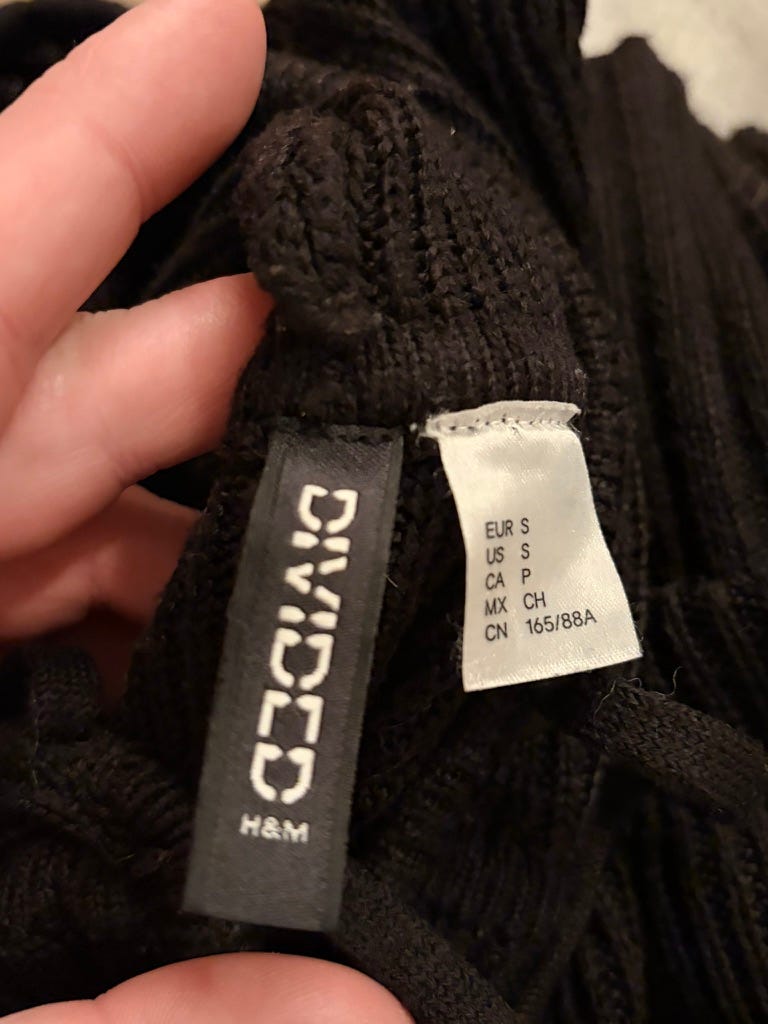 DIVIDED
H&M
EUR S
US S
CA P
MX CH
CN 165/88A